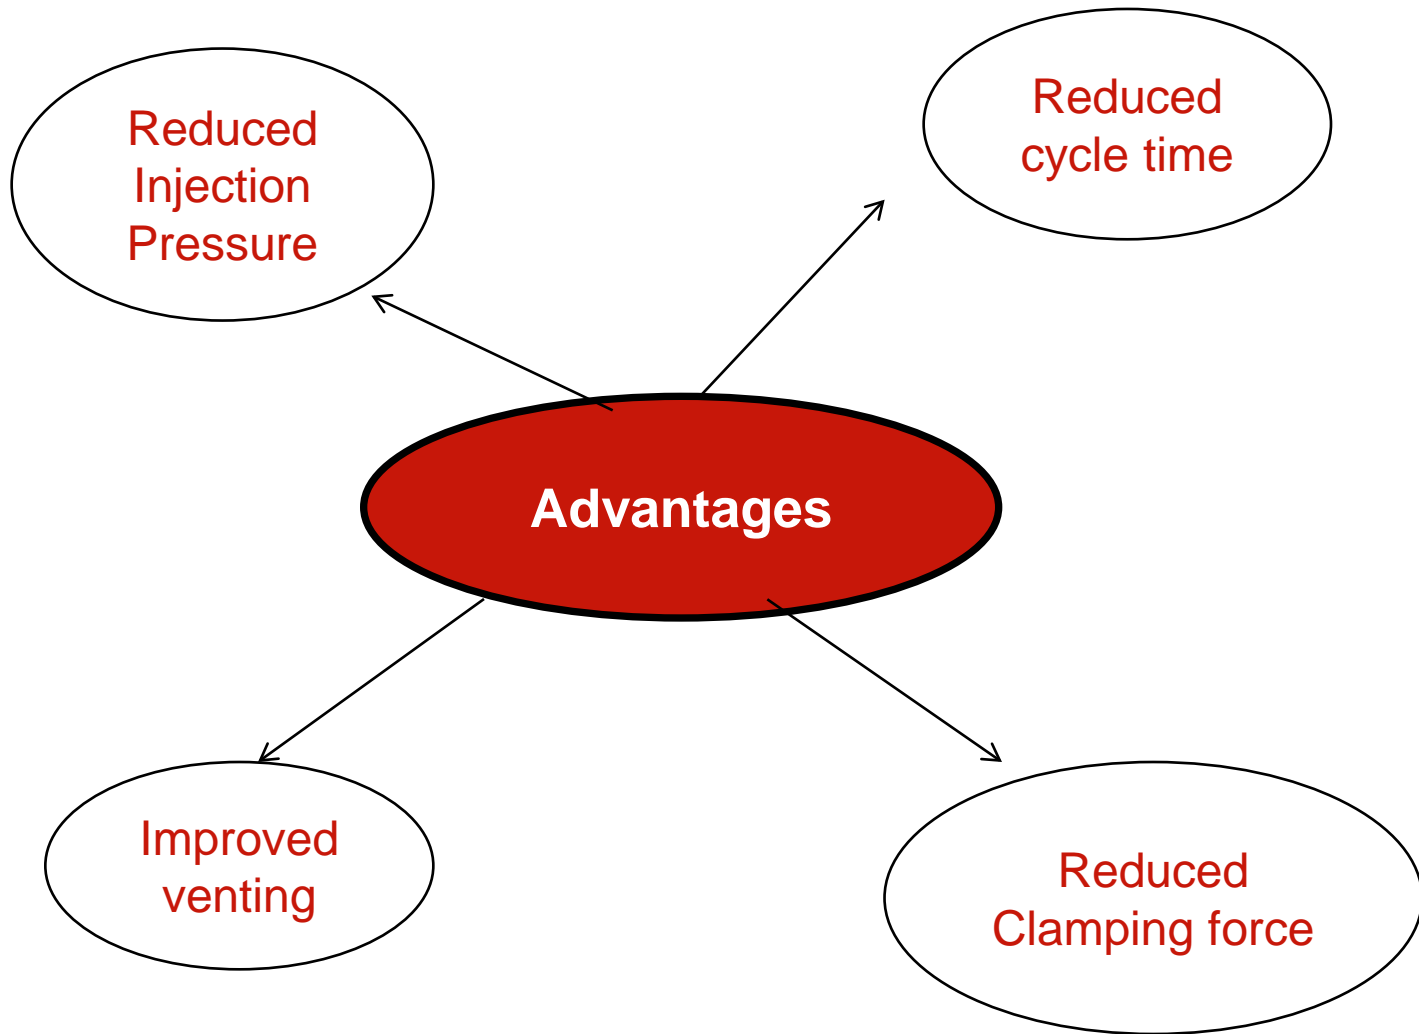 Reduced
Injection
Pressure
Reduced
cycle time
Advantages
Improved
venting
Reduced
Clamping force